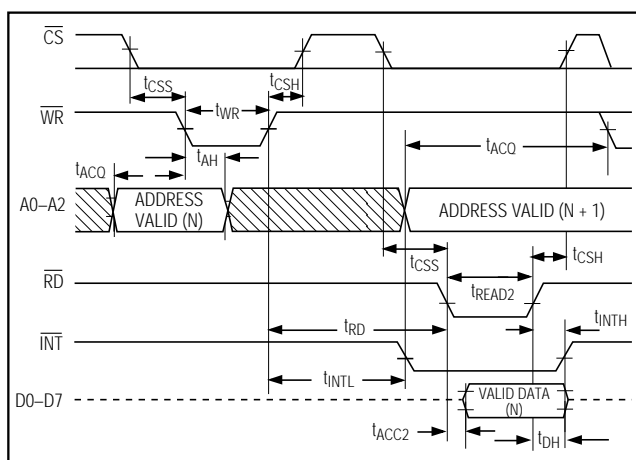 CS
tCSS
tCSH
tWR
WR
tAH
tACQ
tACQ
A0–A2
ADDRESS
VALID (N)
ADDRESS VALID (N + 1)
tCSS
tCSH
tREAD2
RD
tRD
tINTH
INT
tINTL
D0–D7
VALID DATA
(N)
tACC2
tDH